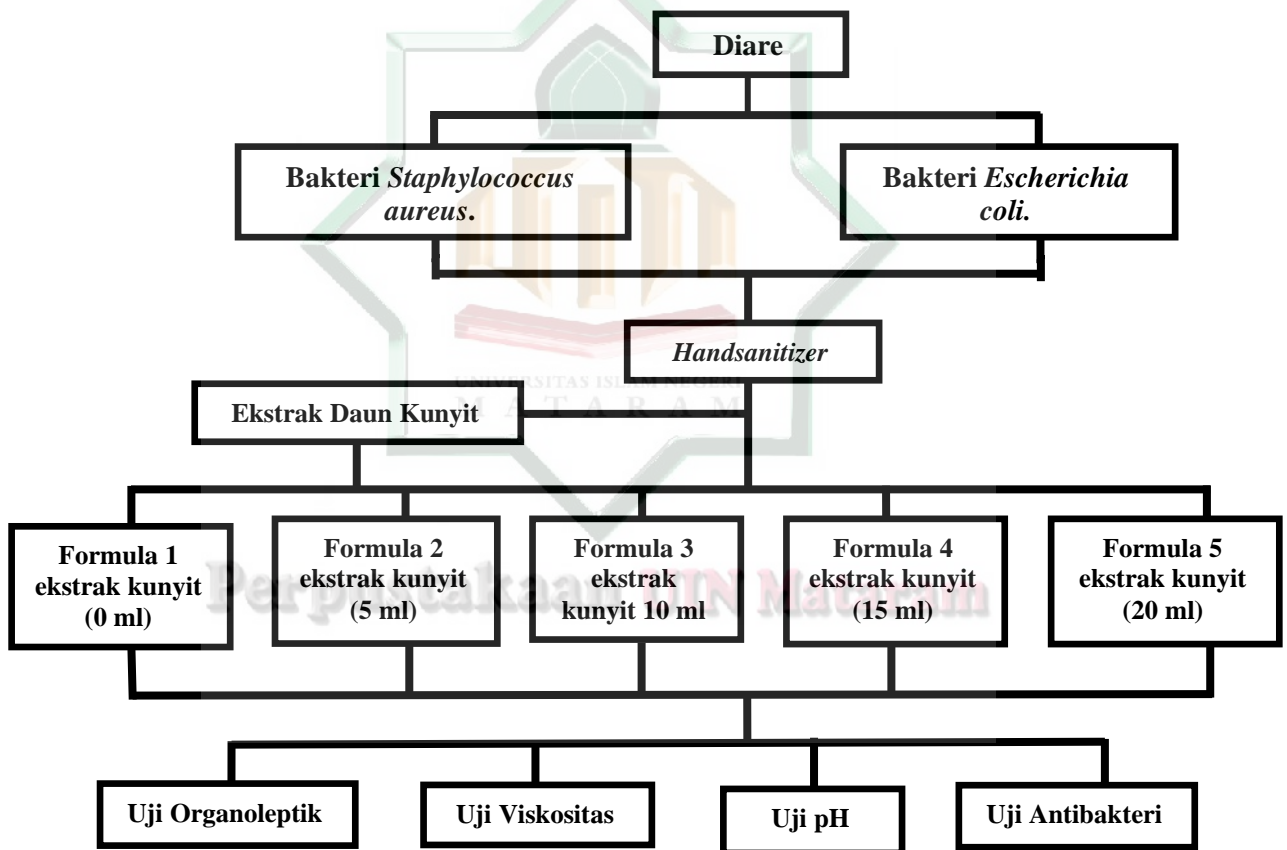 Diare
Bakteri Staphylococcus
aureus.
Bakteri Escherichia
coli.
Handsanitizer
UNIVERSITAS ISLAM NEGERI
MATARAM
Ekstrak Daun Kunyit
Formula 1
ekstrak kunyit
(0 ml)
Formula 2
ekstrak kunyit
(5 ml)
Formula 3
ekstrak
kunyit 10 ml
Formula 4
ekstrak kunyit
(15 ml)
Formula 5
ekstrak kunyit
(20 ml)
Perpustakaan UIN Mataram
Uji Organoleptik
Uji Viskositas
Uji pH
Uji Antibakteri